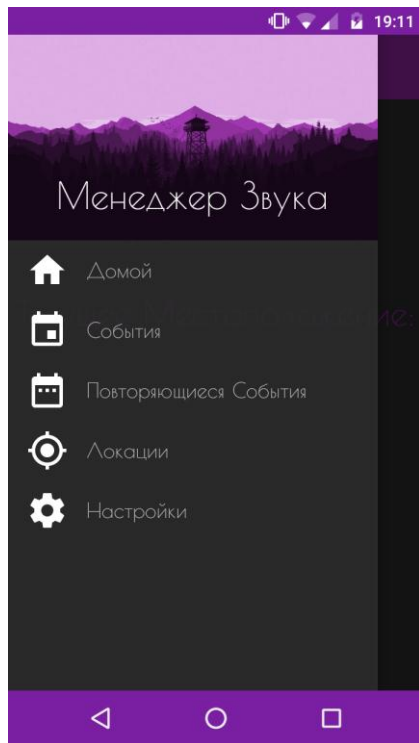 19:11
Менеджер Звука
Домой
События
Повторяющиеся События
Локации
Настройки